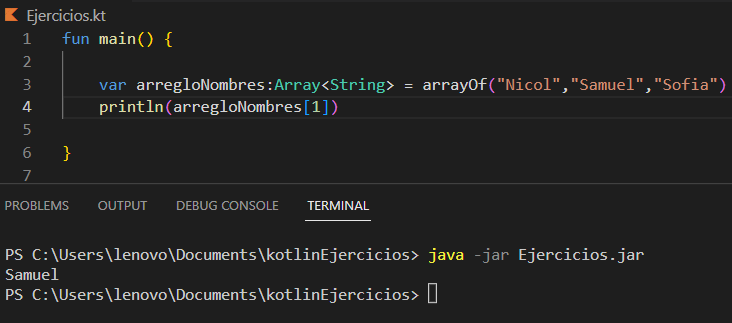 Ejercicios.kt
1 fun main() {
2
3 var arregloNombres:Array<String> = arrayOf("Nicol","Samuel","Sofia")
4 println(arregloNombres[1])
5
6 }
7
PROBLEMS OUTPUT DEBUG CONSOLE TERMINAL
PS C:\Users\lenovo\Documents\kotlinEjercicios> java -jar Ejercicios.jar
Samuel
PS C:\Users\lenovo\Documents\kotlinEjercicios>